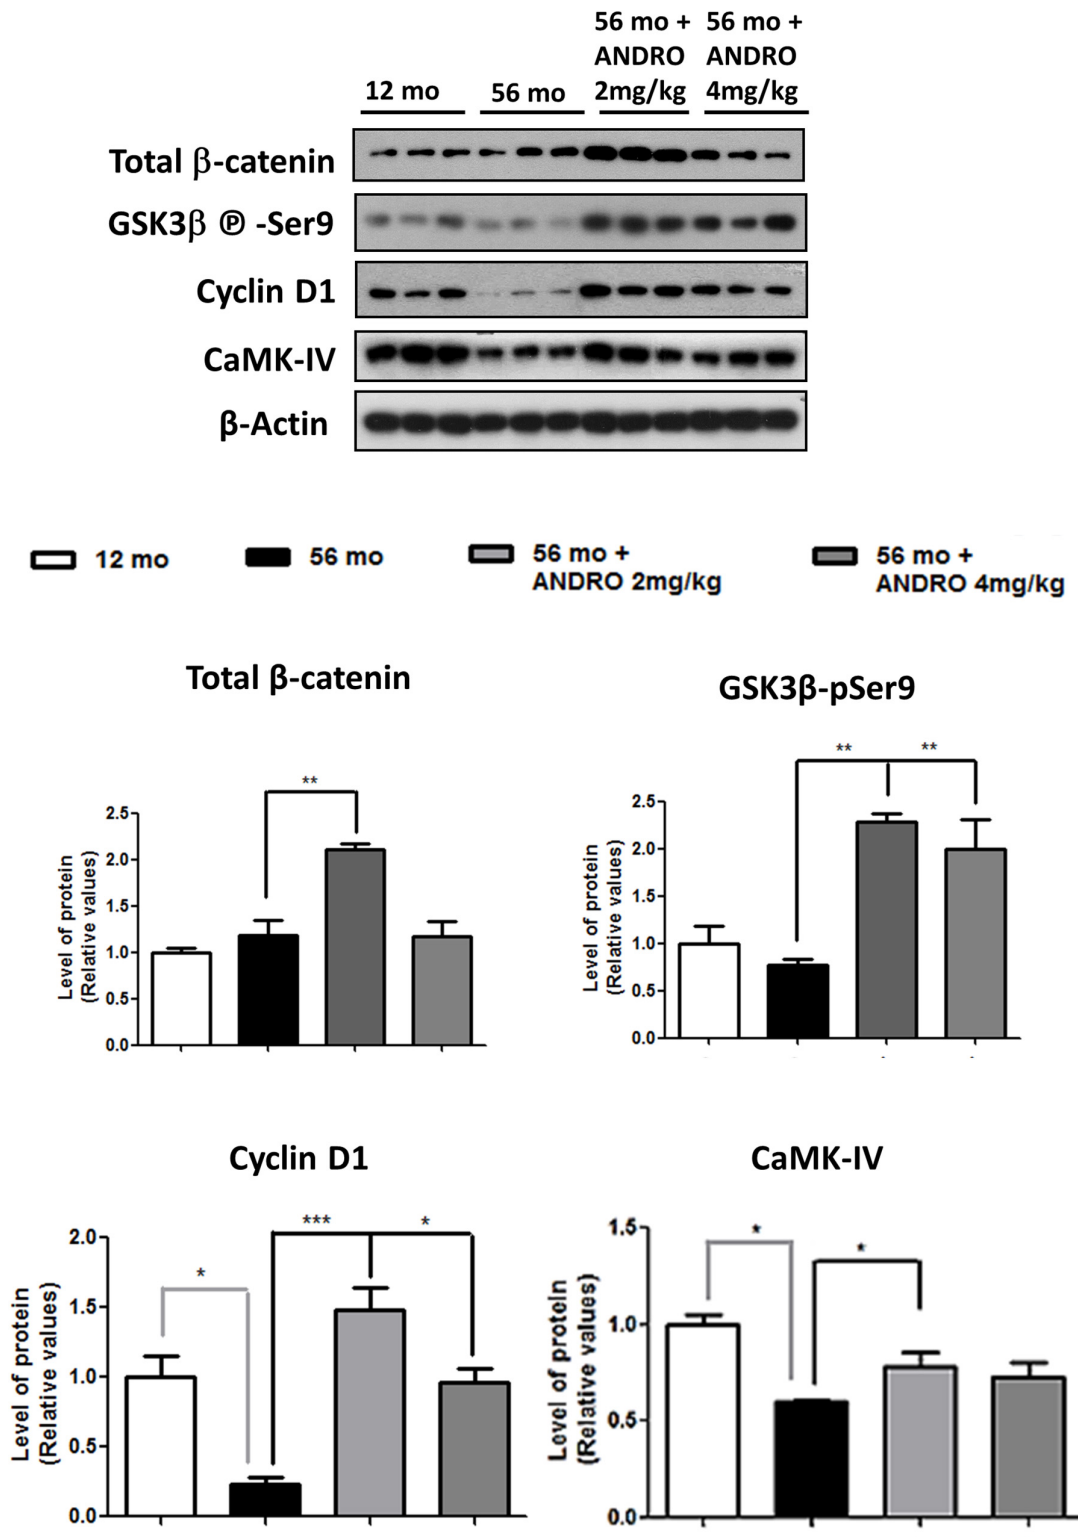 12 mo
56 mo
56 mo +
ANDRO
2mg/kg
56 mo +
ANDRO
4mg/kg
Total β-catenin
GSK3β Ⓟ -Ser9
Cyclin D1
CaMK-IV
β-Actin
12 mo
56 mo
56 mo +
ANDRO 2mg/kg
56 mo +
ANDRO 4mg/kg
Total β-catenin
**
Level of protein
(Relative values)
2.5
2.0
1.5
1.0
0.5
0.0
GSK3β-pSer9
** **
Level of protein
(Relative values)
2.5
2.0
1.5
1.0
0.5
0.0
Cyclin D1
*** *
*
Level of protein
(Relative values)
2.0
1.5
1.0
0.5
0.0
CaMK-IV
*
*
Level of protein
(Relative values)
1.5
1.0
0.5
0.0